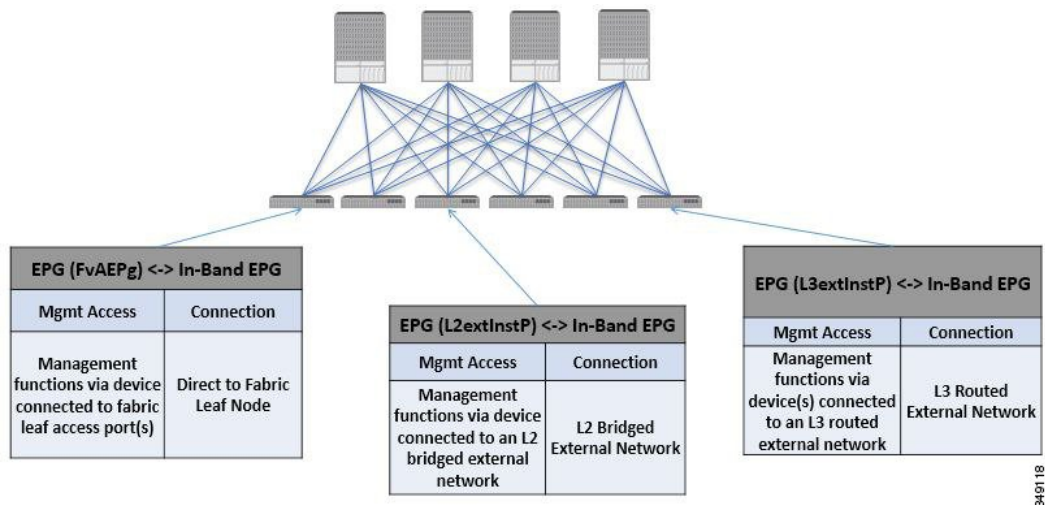 EPG (FvAEPg) <-> In-Band EPG
Mgmt Access
Connection
Management
functions via device
connected to fabric
leaf access port(s)
Direct to Fabric
Leaf Node
EPG (L2extInstP) <-> In-Band EPG
Mgmt Access
Connection
Management
functions via device
connected to an L2
bridged external
network
L2 Bridged
External Network
EPG (L3extInstP) <-> In-Band EPG
Mgmt Access
Connection
Management
functions via
device(s) connected
to an L3 routed
external network
L3 Routed
External Network
349118